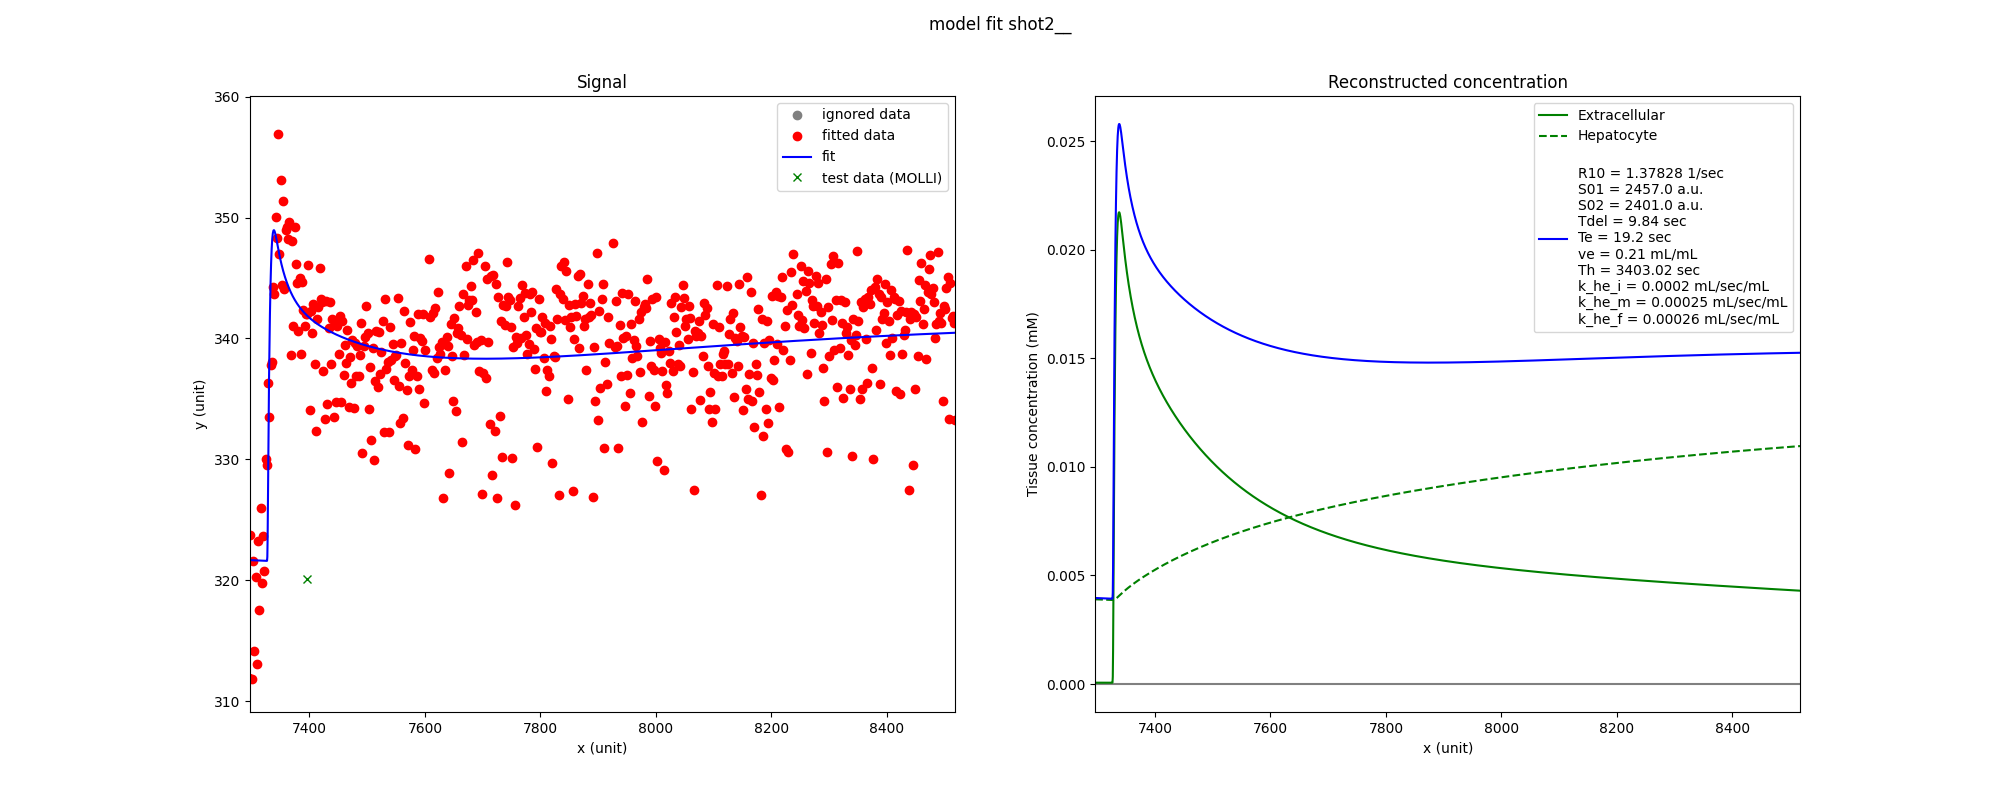 model fit shot2__
Signal
360
350
340
330
320
310
y (unit)
7400
7600
7800
8000
8200
8400
x (unit)
ignored data
fitted data
fit
test data (MOLLI)
Reconstructed concentration
0.025
0.020
0.015
0.010
0.005
0.000
Tissue concentration (mM)
7400
7600
7800
8000
8200
8400
x (unit)
Extracellular
Hepatocyte
R10 = 1.37828 1/sec
S01 = 2457.0 a.u.
S02 = 2401.0 a.u.
Tdel = 9.84 sec
Te = 19.2 sec
ve = 0.21 mL/mL
Th = 3403.02 sec
k_he_i = 0.0002 mL/sec/mL
k_he_m = 0.00025 mL/sec/mL
k_he_f = 0.00026 mL/sec/mL